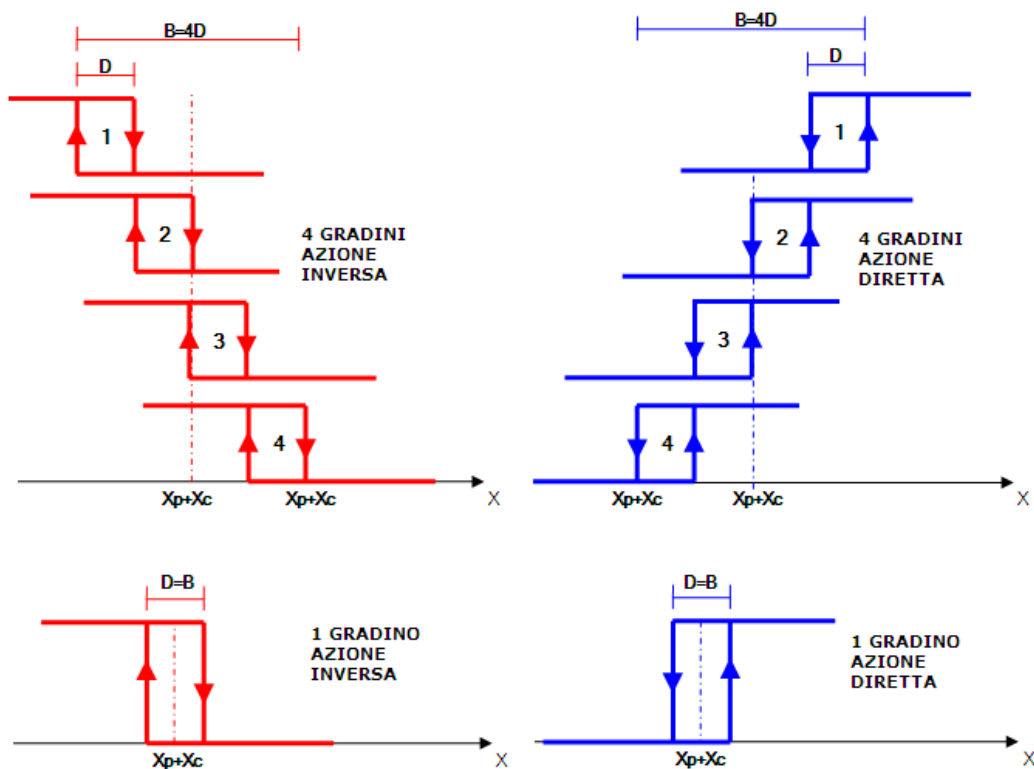 B=4D
D
1
2
3
4
4 GRADINI
AZIONE
INVERSA
Xp+Xc
Xp+Xc
X
B=4D
D
1
2
3
4
4 GRADINI
AZIONE
DIRETTA
Xp+Xc
Xp+Xc
X
D=B
1 GRADINO
AZIONE
INVERSA
Xp+Xc
X
D=B
1 GRADINO
AZIONE
DIRETTA
Xp+Xc
X